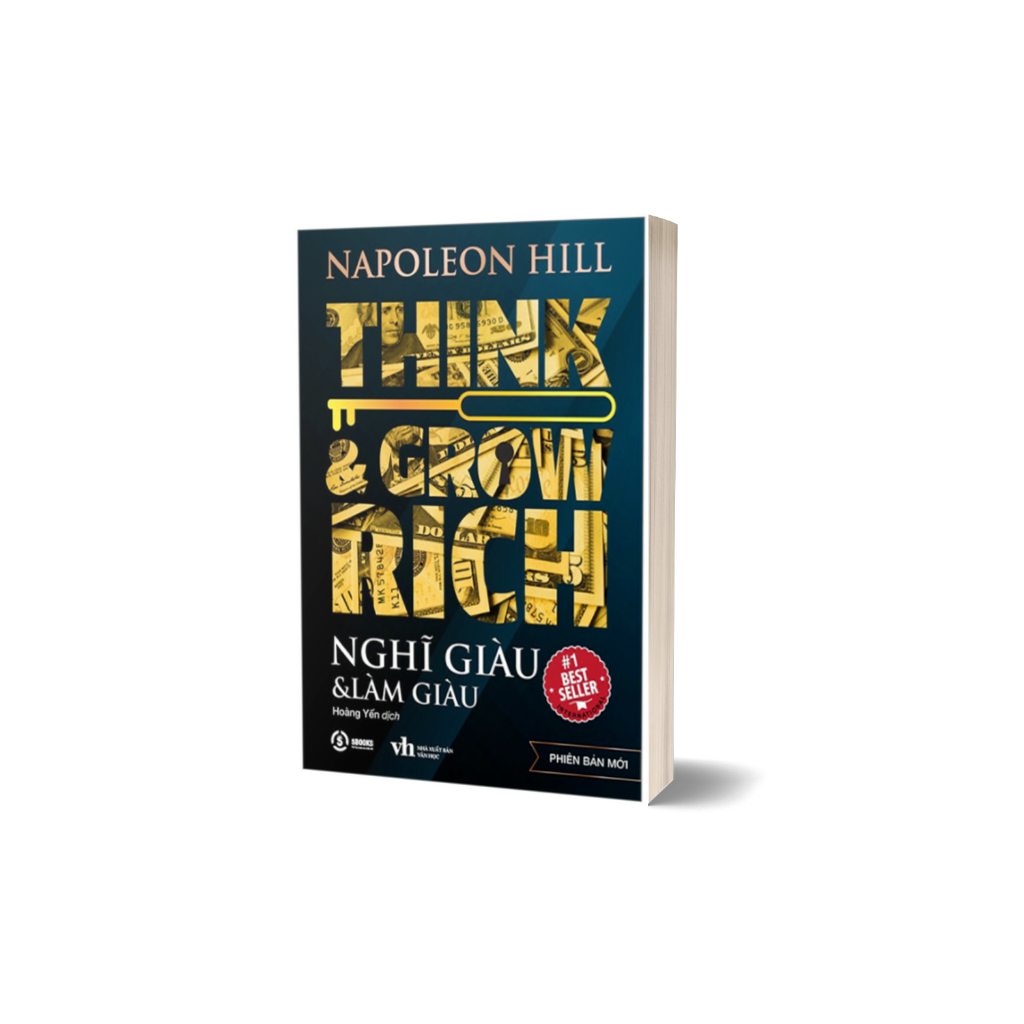 NAPOLEON HILL
THINK
& GROW
RICH
NGHĨ GIÀU
&LÀM GIÀU
Hoàng Yến dịch
#1
BEST
SELLER
INTERNATIONAL
SBOOKS
vh NHÀ XUẤT BẢN
VĂN HỌC
PHIÊN BẢN MỚI